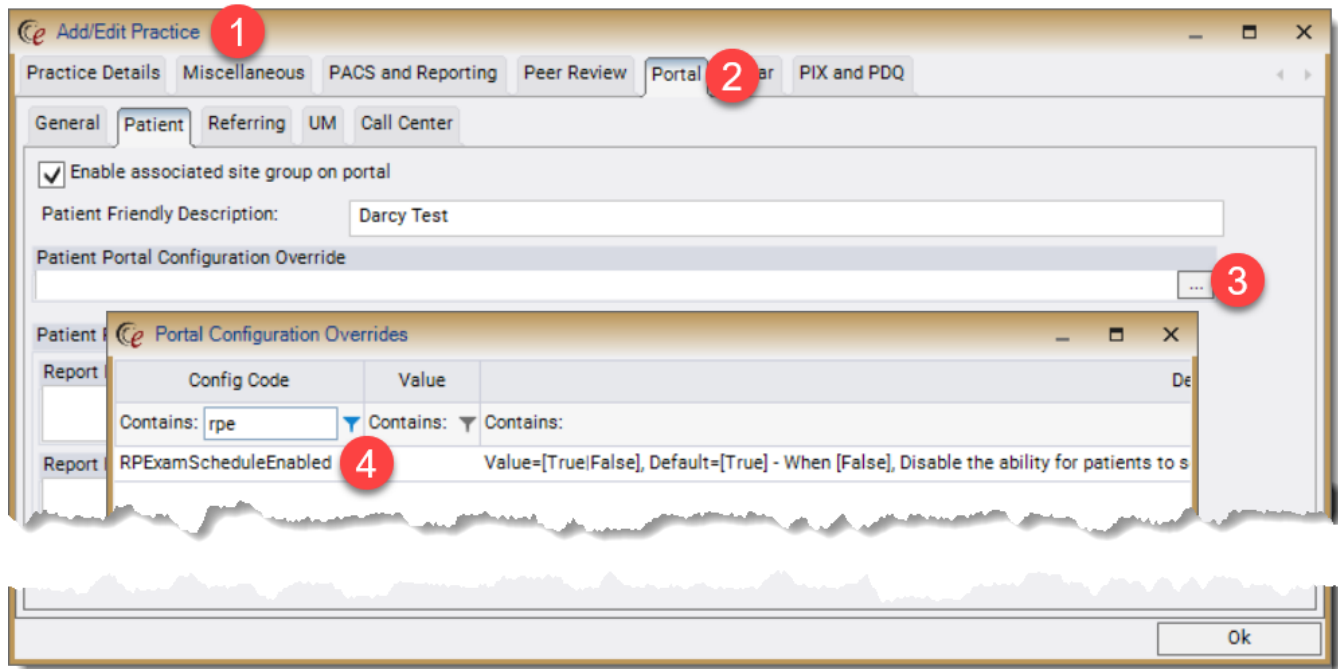 Add/Edit Practice 1
Practice Details Miscellaneous PACS and Reporting Peer Review Portal 2 ar PIX and PDQ
General Patient Referring UM Call Center
Enable associated site group on portal
Patient Friendly Description: Darcy Test
Patient Portal Configuration Override
... 3
Patient
Portal Configuration Overrides
Report
Config Code Value De
Contains: rpe Contains: Contains:
Report
RPExamScheduleEnabled 4 Value=[True|False], Default=[True] - When [False], Disable the ability for patients to s
Ok